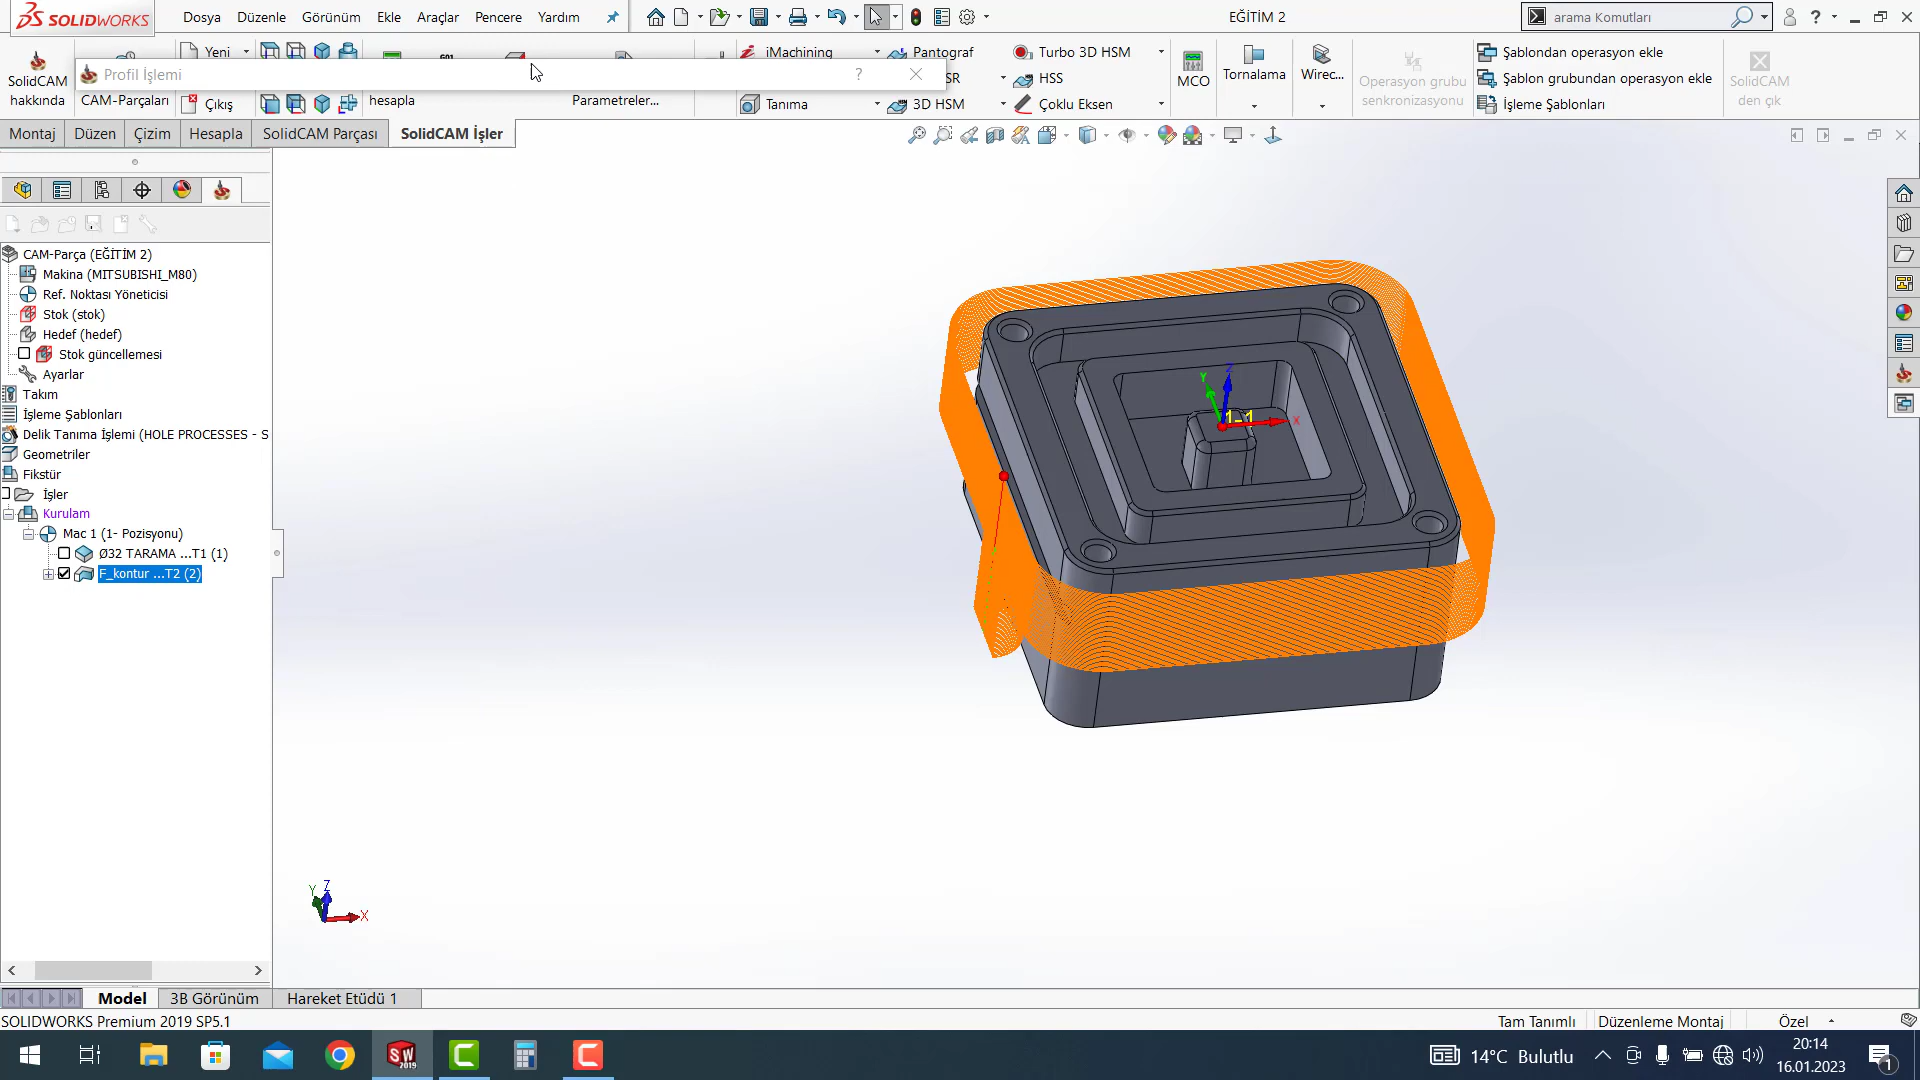 SOLIDWORKS
Dosya
Düzenle
Görünüm
Ekle
Araçlar
Pencere
Yardım
EĞİTİM 2
arama Komutları
SolidCAM hakkında
CAM-Parçaları
Yeni
Çıkış
Profil İşlemi
hesapla
Parametreler...
iMachining
Tanıma
Pantograf
SR
3D HSM
Turbo 3D HSM
HSS
Çoklu Eksen
MCO
Tornalama
Wirec...
Operasyon grubu senkronizasyonu
Şablondan operasyon ekle
Şablon grubundan operasyon ekle
İşleme Şablonları
SolidCAM den çık
Montaj
Düzen
Çizim
Hesapla
SolidCAM Parçası
SolidCAM İşler
CAM-Parça (EĞİTİM 2)
Makina (MITSUBISHI_M80)
Ref. Noktası Yöneticisi
Stok (stok)
Hedef (hedef)
Stok güncellemesi
Ayarlar
Takım
İşleme Şablonları
Delik Tanıma İşlemi (HOLE PROCESSES - S
Geometriler
Fikstür
İşler
Kurulam
Mac 1 (1- Pozisyonu)
Ø32 TARAMA ...T1 (1)
F_kontur ...T2 (2)
Y
Z
1-1
X
Y
Z
X
Model
3B Görünüm
Hareket Etüdü 1
SOLIDWORKS Premium 2019 SP5.1
Tam Tanımlı
Düzenleme Montaj
Özel
SW 2019
14°C Bulutlu
20:14
16.01.2023
1